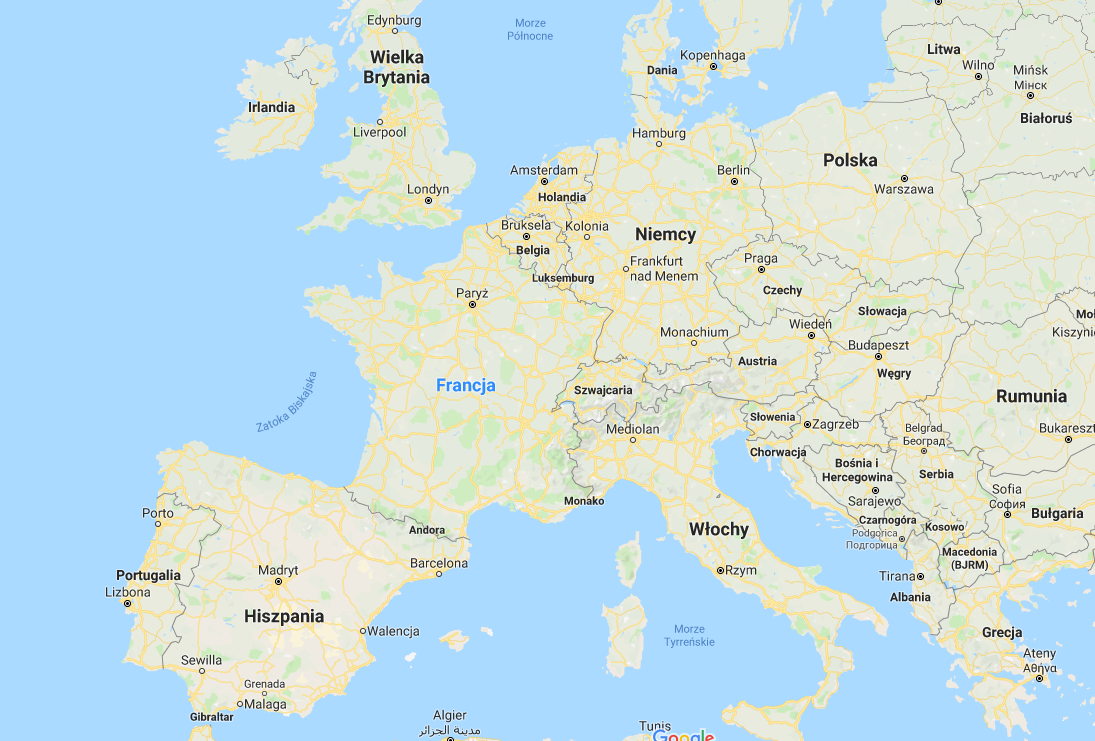 Edynburg
Morze
Północne
Wielka
Brytania
Kopenhaga
Dania
Litwa
Wilno
Mińsk
Мінск
Białoruś
Irlandia
Liverpool
Hamburg
Polska
Amsterdam
Berlin
Warszawa
Londyn
Holandia
Bruksela
Kolonia
Niemcy
Belgia
Frankfurt
nad Menem
Praga
Luksemburg
Czechy
Paryż
Słowacja
Mo
Kiszynió
Monachium
Wiedeń
Budapeszt
Austria
Węgry
Zatoka Biskajska
Francja
Szwajcaria
Rumunia
Słowenia
Zagrzeb
Mediolan
Belgrad
Београд
Bukareszt
Chorwacja
Bośnia i
Hercegowina
Serbia
Sarajewo
Monako
Sofia
София
Porto
Andora
Włochy
Czarnogóra
Kosowo
Bułgaria
Podgorica
Подгорица
Macedonia
(BJRM)
Barcelona
Madryt
Rzym
Portugalia
Lizbona
Tirana
Albania
Hiszpania
Walencja
Morze
Tyrreńskie
Grecja
Sewilla
Ateny
Αθήνα
Grenada
Malaga
Gibraltar
Algier
مدينة الجزائر
Tunis
Google